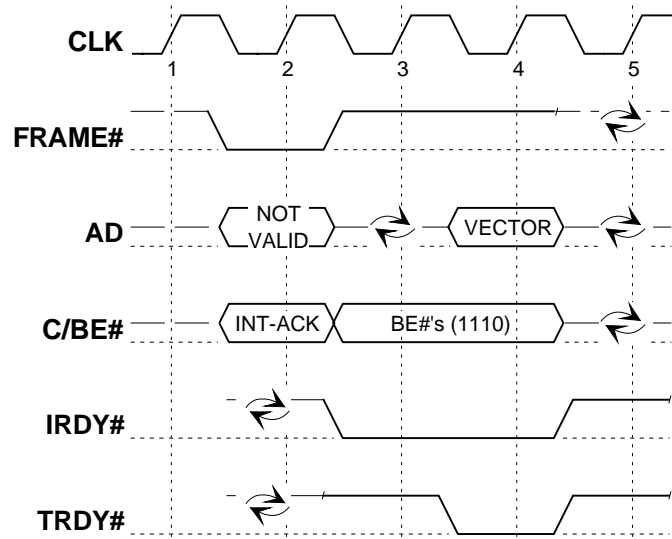 CLK
1 2 3 4 5
FRAME#
AD
NOT
VALID
VECTOR
C/BE#
INT-ACK
BE#'s (1110)
IRDY#
TRDY#